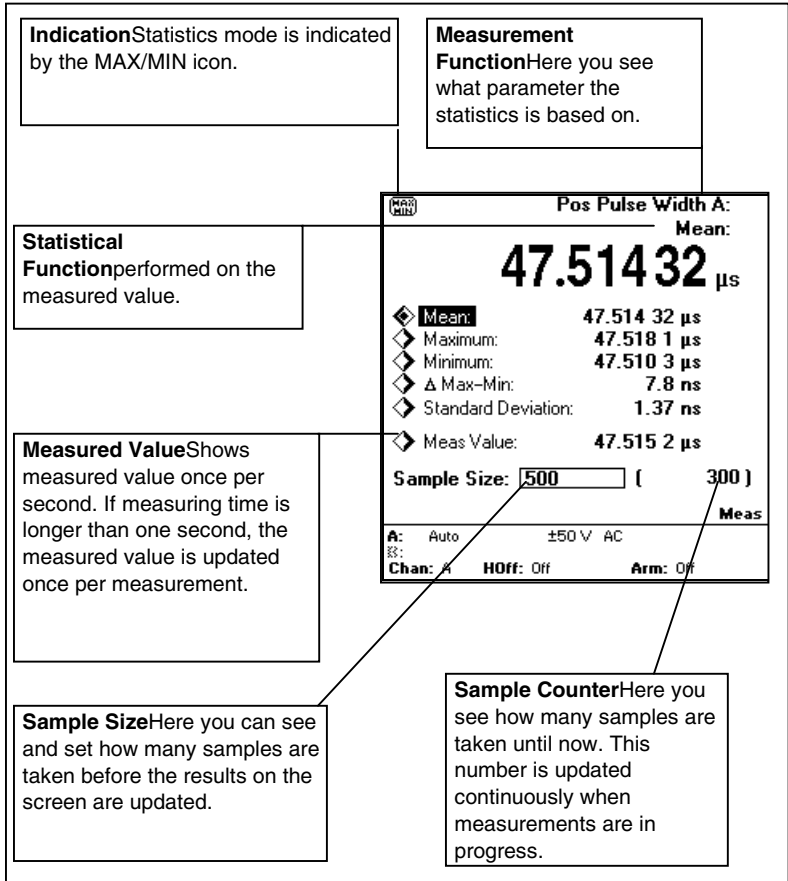 IndicationStatistics mode is indicated
by the MAX/MIN icon.
Measurement
FunctionHere you see
what parameter the
statistics is based on.
Statistical
Functionperformed on the
measured value.
MAX
MIN
Pos Pulse Width A:
Mean:
47.514 32 µs
Mean: 47.514 32 µs
Maximum: 47.518 1 µs
Minimum: 47.510 3 µs
Δ Max-Min: 7.8 ns
Standard Deviation: 1.37 ns
Meas Value: 47.515 2 µs
Sample Size: 500 ( 300 )
Meas
A: Auto ±50 V AC
B:
Chan: A HOff: Off Arm: Off
Measured ValueShows
measured value once per
second. If measuring time is
longer than one second, the
measured value is updated
once per measurement.
Sample SizeHere you can see
and set how many samples are
taken before the results on the
screen are updated.
Sample CounterHere you
see how many samples are
taken until now. This
number is updated
continuously when
measurements are in
progress.